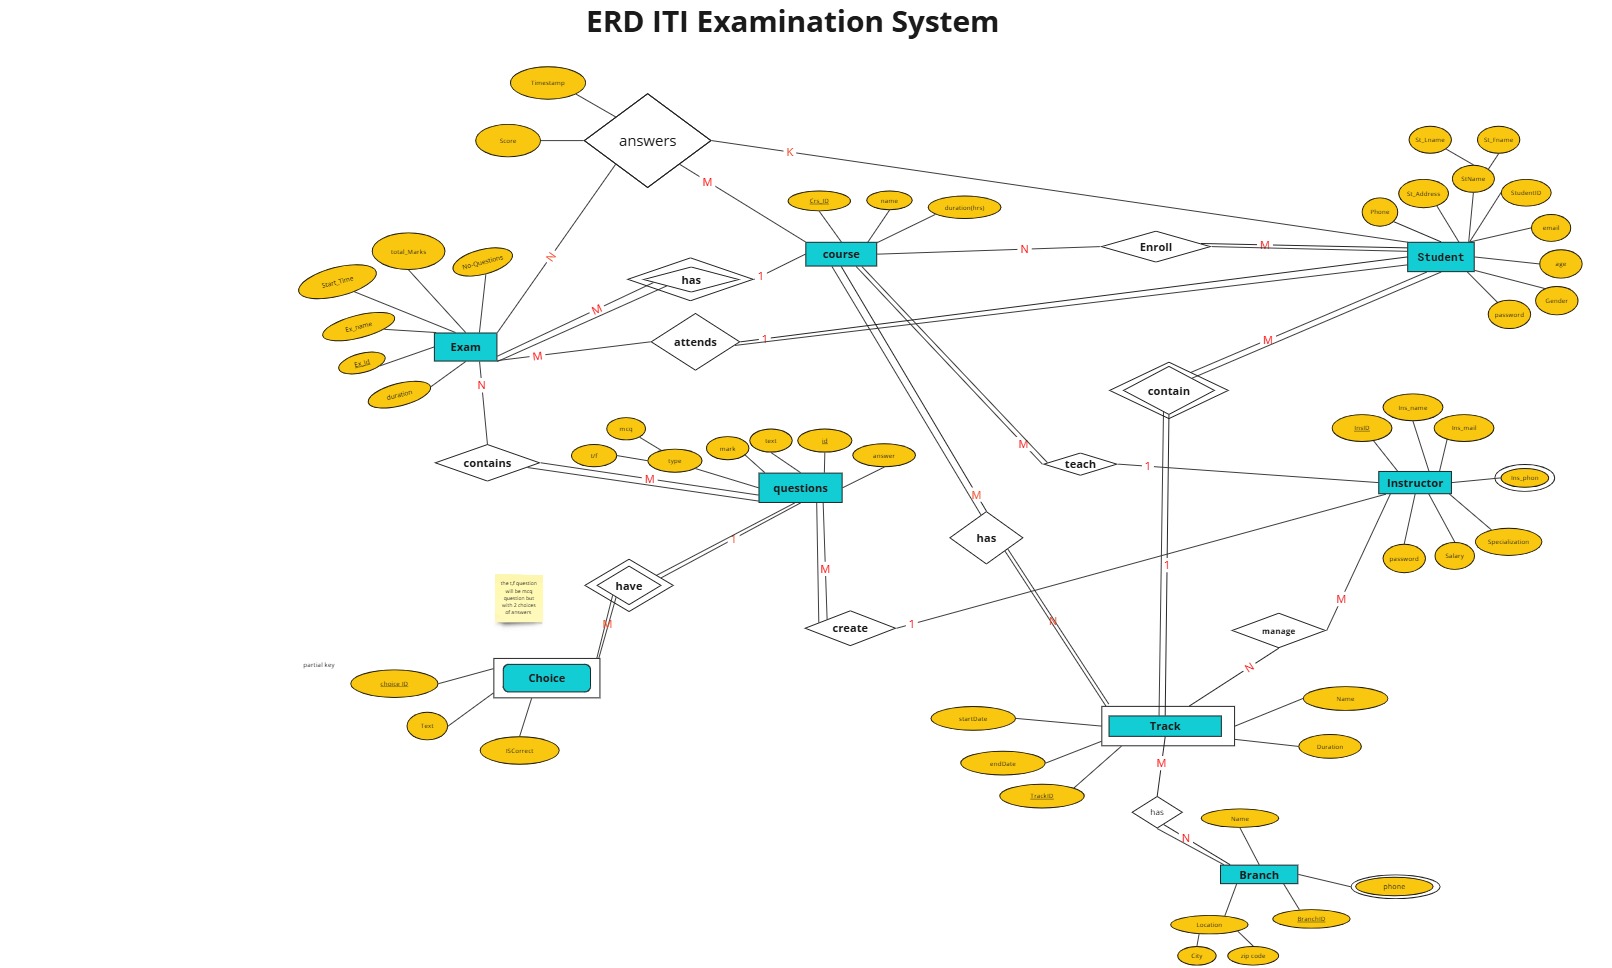 ERD ITI Examination System
Timestamp
Score
answers
K
M
N
Crs_ID
name
duration(hrs)
course
N
Enroll
M
St_Lname
St_Fname
StName
St_Address
StudentID
Phone
email
Student
age
Gender
password
total_Marks
No-Questions
Start_Time
Ex_name
Ex_Id
duration
Exam
has
1
M
attends
M
1
N
contains
M
contain
M
1
mcq
t/f
type
mark
text
id
answer
questions
teach
M
1
Ins_name
InsID
Ins_mail
Instructor
Ins_phon
Specialization
Salary
password
M
has
N
1
have
M
M
create
1
the t,f question
will be mcq
question but
with 2 choices
of answers
partial key
choice ID
Choice
Text
ISCorrect
M
manage
N
startDate
endDate
TrackID
Track
Name
Duration
M
has
N
Name
Branch
phone
BranchID
Location
City
zip code